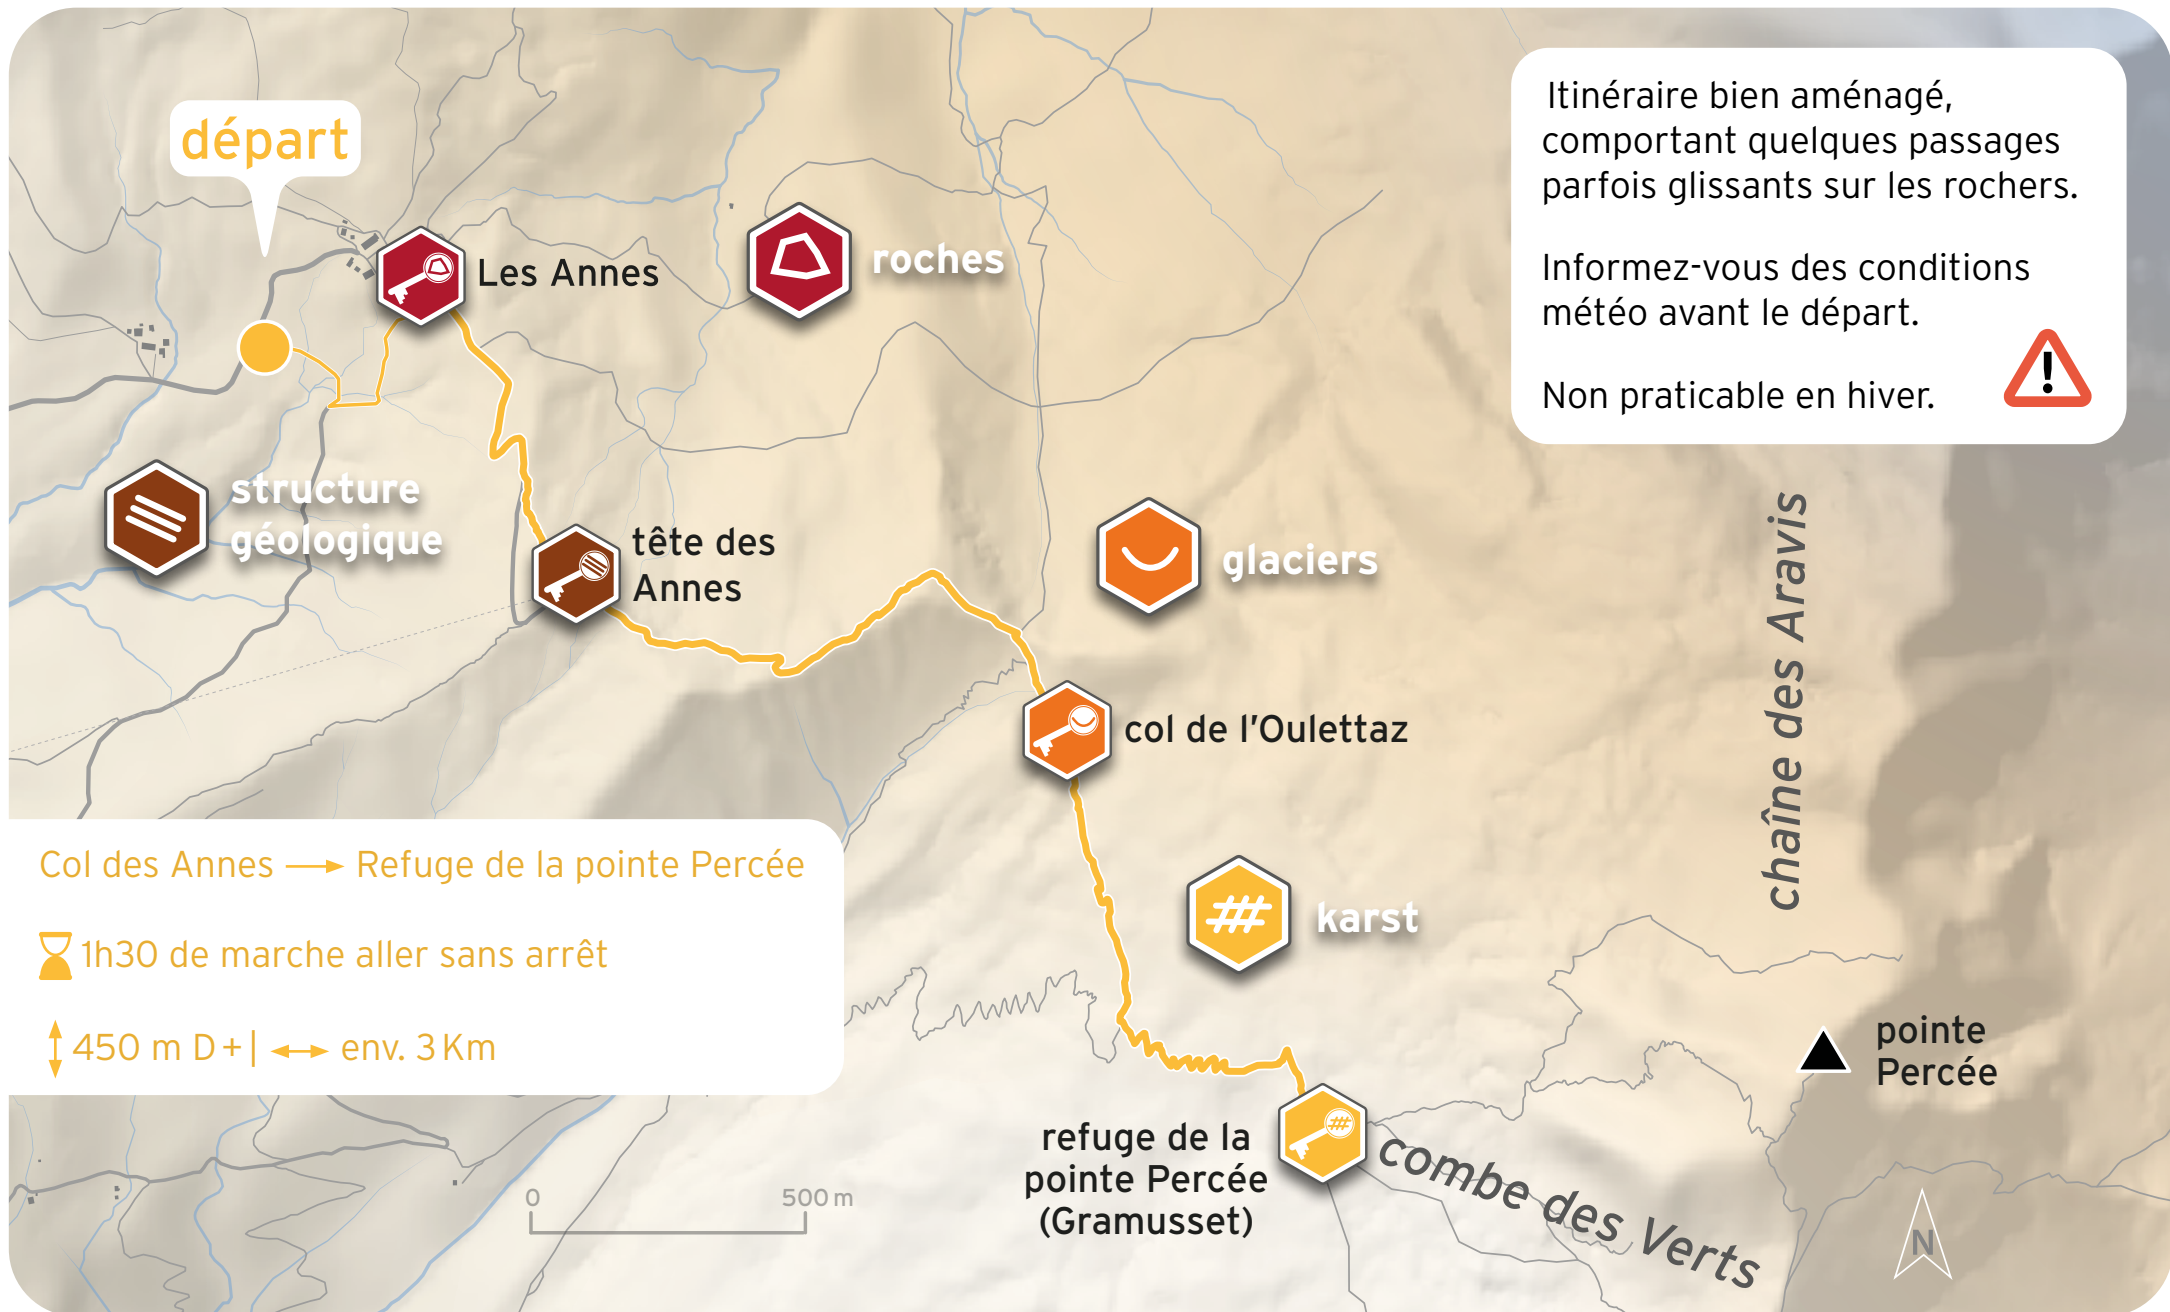 départ
Itinéraire bien aménagé,
comportant quelques passages
parfois glissants sur les rochers.
Informez-vous des conditions
météo avant le départ.
Non praticable en hiver.
Les Annes
roches
structure
géologique
tête des
Annes
glaciers
chaîne des Aravis
col de l'Oulettaz
Col des Annes → Refuge de la pointe Percée
1h30 de marche aller sans arrêt
450 m D+| ↔ env. 3 Km
karst
pointe
Percée
refuge de la
pointe Percée
(Gramusset)
combe des Verts
0 500 m
N